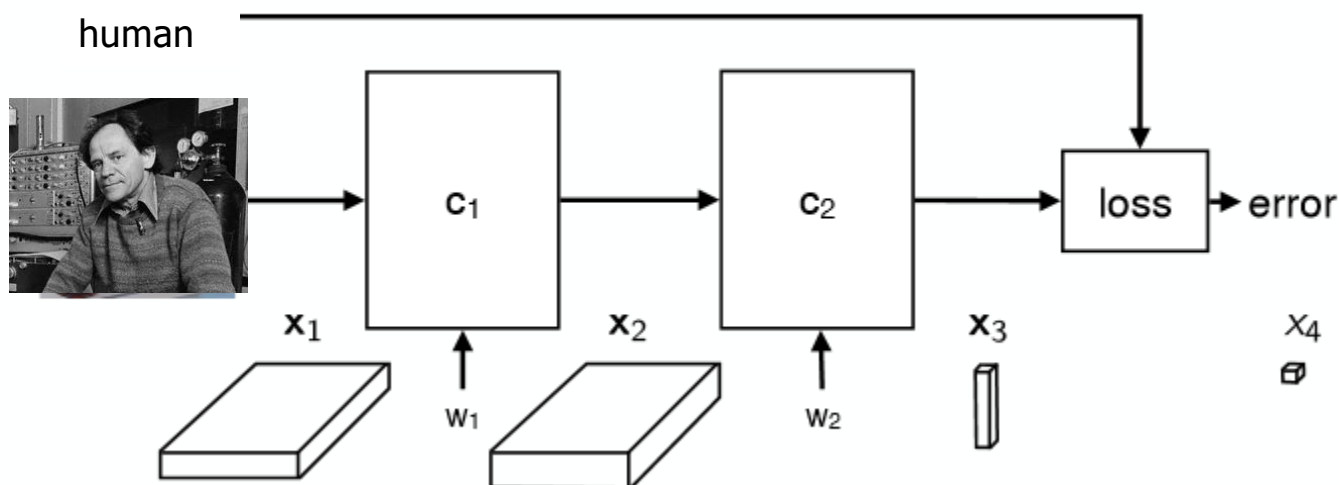 human
c₁
c₂
loss
error
x₁
x₂
x₃
x₄
w₁
w₂